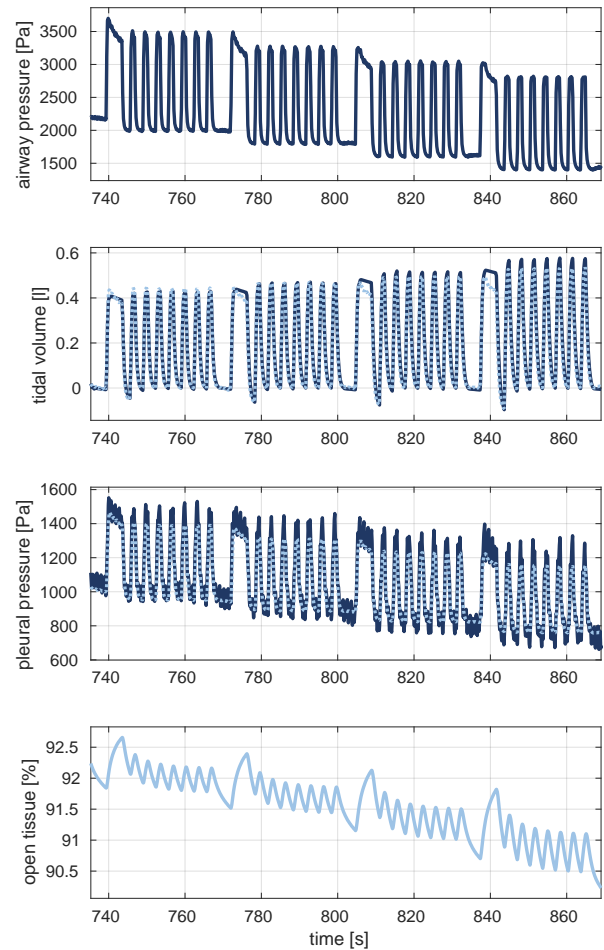 airway pressure [Pa]
3500
3000
2500
2000
1500
740 760 780 800 820 840 860
tidal volume [l]
0.6
0.4
0.2
0
740 760 780 800 820 840 860
pleural pressure [Pa]
1600
1400
1200
1000
800
600
740 760 780 800 820 840 860
open tissue [%]
92.5
92
91.5
91
90.5
740 760 780 800 820 840 860
time [s]